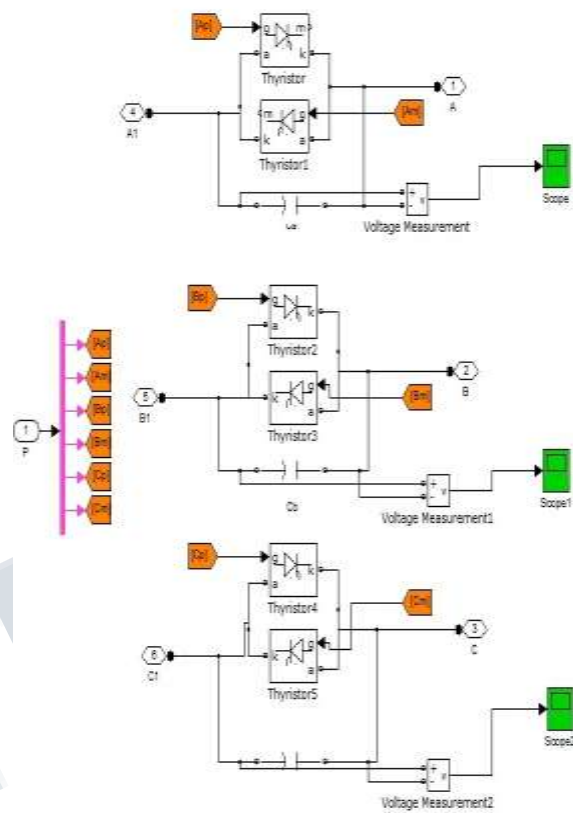 [Ap]
g
m
a
k
Thyristor
1
A
4
A1
m
g
k
a
[Am]
Thyristor1
Ca
+
-
v
Voltage Measurement
Scope
[Bp]
g
k
a
Thyristor2
2
B
5
B1
k
g
a
[Bm]
Thyristor3
Cb
+
-
v
Voltage Measurement1
Scope1
1
P
[Ap]
[Am]
[Bp]
[Bm]
[Cp]
[Cm]
[Cp]
g
k
a
Thyristor4
[Cm]
3
C
6
C1
k
g
a
Thyristor5
+
-
v
Voltage Measurement2
Scope2